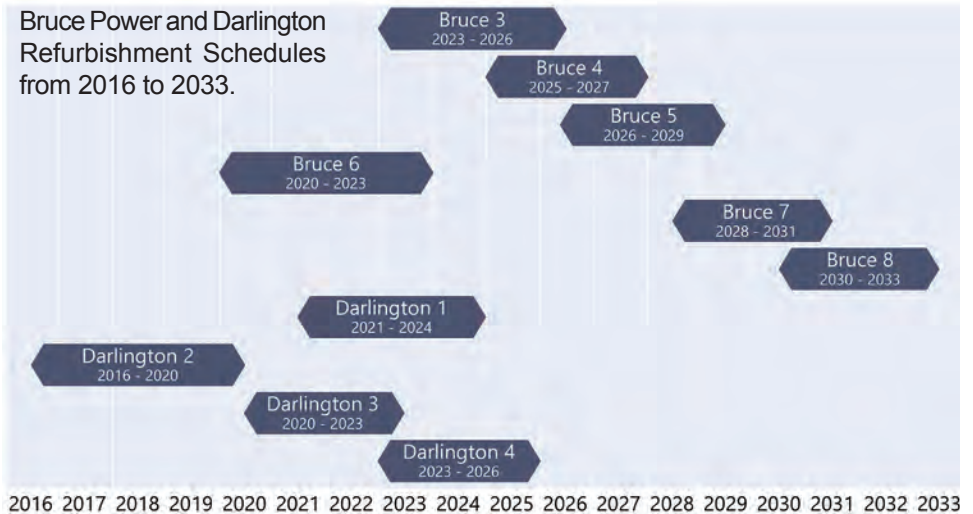 Bruce Power and Darlington
Refurbishment Schedules
from 2016 to 2033.
Bruce 3
2023 - 2026
Bruce 4
2025 - 2027
Bruce 5
2026 - 2029
Bruce 6
2020 - 2023
Bruce 7
2028 - 2031
Bruce 8
2030 - 2033
Darlington 1
2021 - 2024
Darlington 2
2016 - 2020
Darlington 3
2020 - 2023
Darlington 4
2023 - 2026
2016 2017 2018 2019 2020 2021 2022 2023 2024 2025 2026 2027 2028 2029 2030 2031 2032 2033